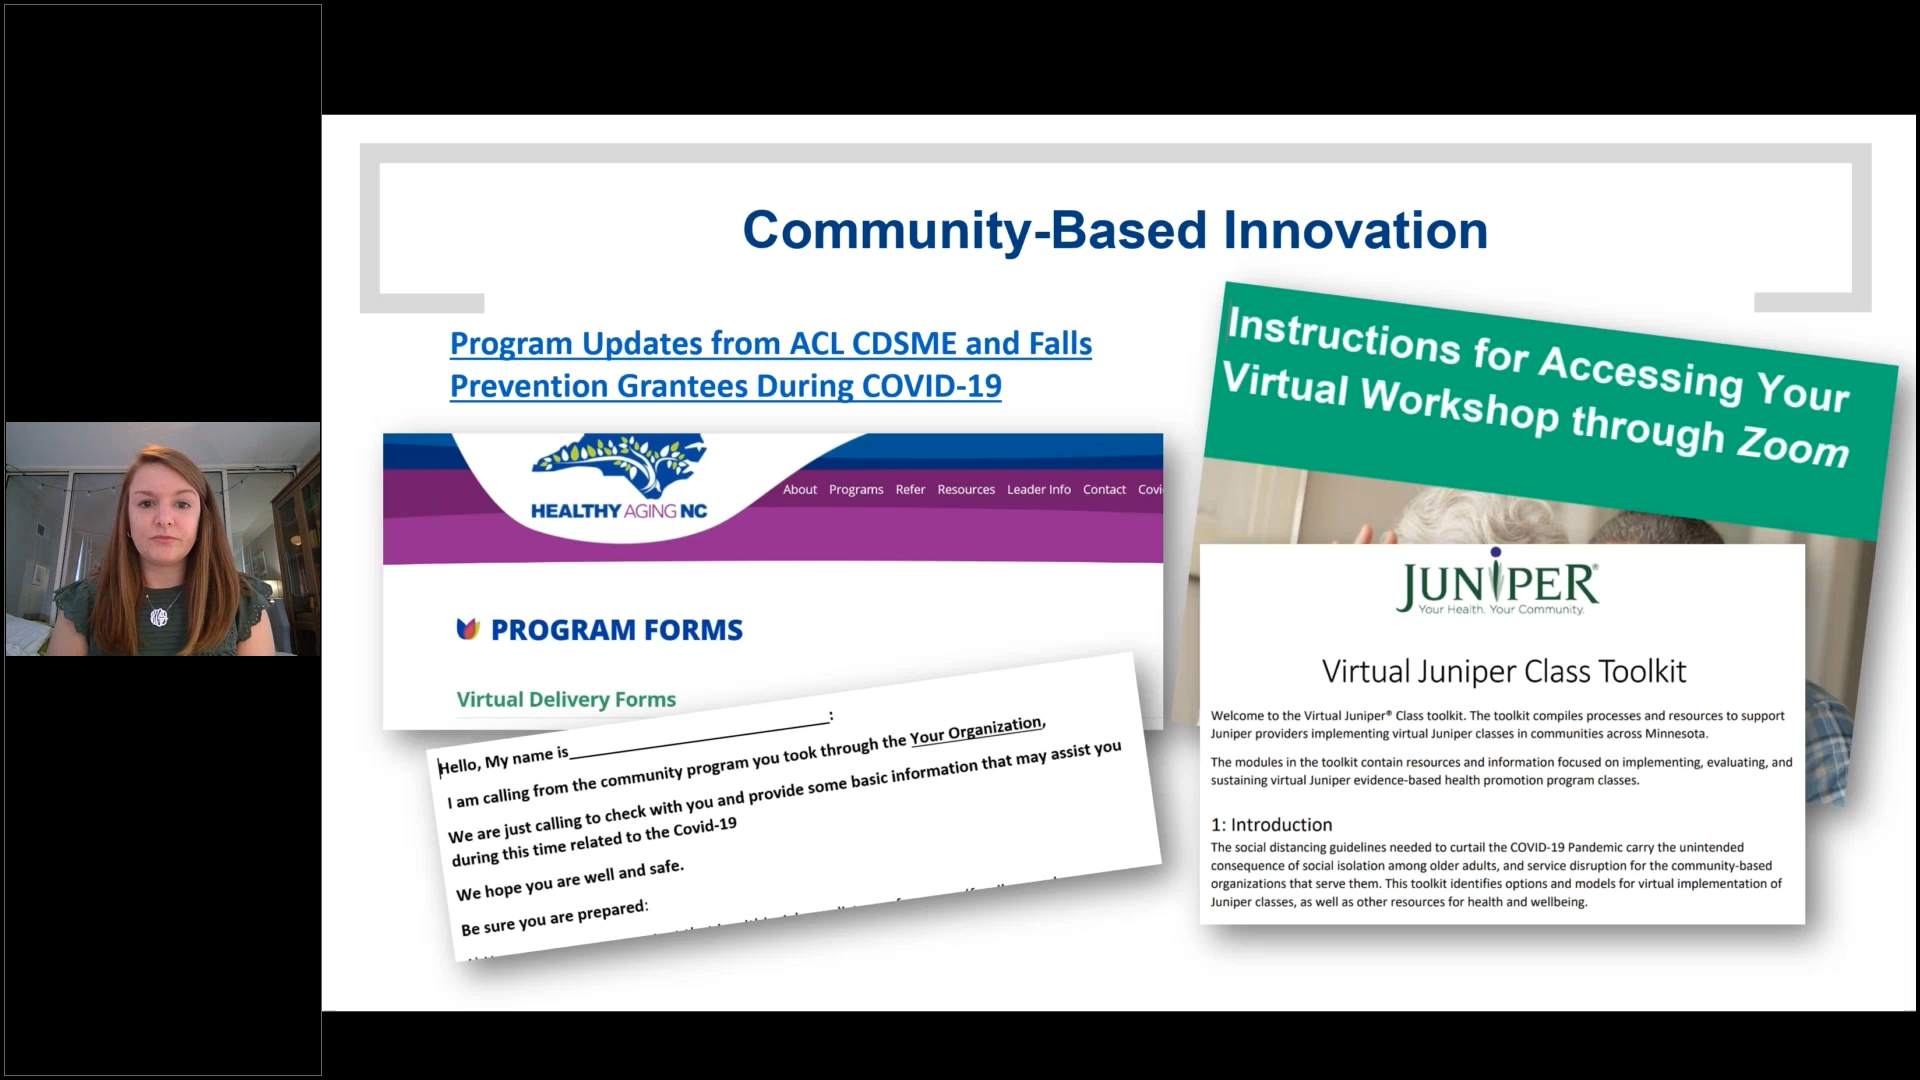 Community-Based Innovation
Program Updates from ACL CDSME and Falls
Prevention Grantees During COVID-19
HEALTHY AGING NC
About Programs Refer Resources Leader Info Contact
PROGRAM FORMS
Virtual Delivery Forms
Hello, My name is____________________:
I am calling from the community program you took through the Your Organization,
We are just calling to check with you and provide some basic information that may assist you
during this time related to the Covid-19
We hope you are well and safe.
Be sure you are prepared:
Instructions for Accessing Your
Virtual Workshop through Zoom
JUNIPER®
Your Health. Your Community.
Virtual Juniper Class Toolkit
Welcome to the Virtual Juniper® Class toolkit. The toolkit compiles processes and resources to support
Juniper providers implementing virtual Juniper classes in communities across Minnesota.
The modules in the toolkit contain resources and information focused on implementing, evaluating, and
sustaining virtual Juniper evidence-based health promotion program classes.
1: Introduction
The social distancing guidelines needed to curtail the COVID-19 Pandemic carry the unintended
consequence of social isolation among older adults, and service disruption for the community-based
organizations that serve them. This toolkit identifies options and models for virtual implementation of
Juniper classes, as well as other resources for health and wellbeing.